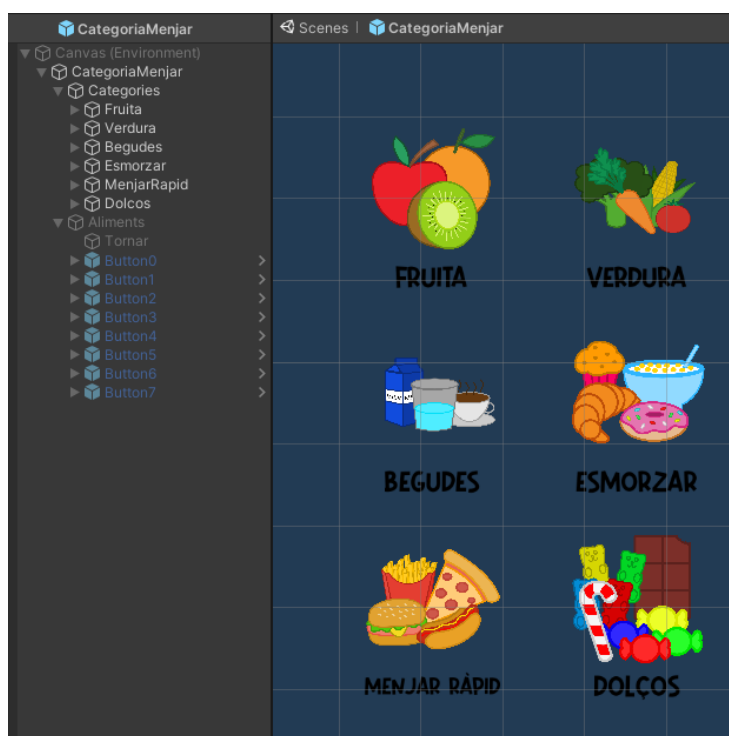 CategoriaMenjar
Scenes | CategoriaMenjar
Canvas (Environment)
CategoriaMenjar
Categories
Fruita
Verdura
Begudes
Esmorzar
MenjarRapid
Dolcos
Aliments
Tornar
Button0
Button1
Button2
Button3
Button4
Button5
Button6
Button7
FRUITA
VERDURA
BEGUDES
ESMORZAR
MENJAR RÀPID
DOLÇOS